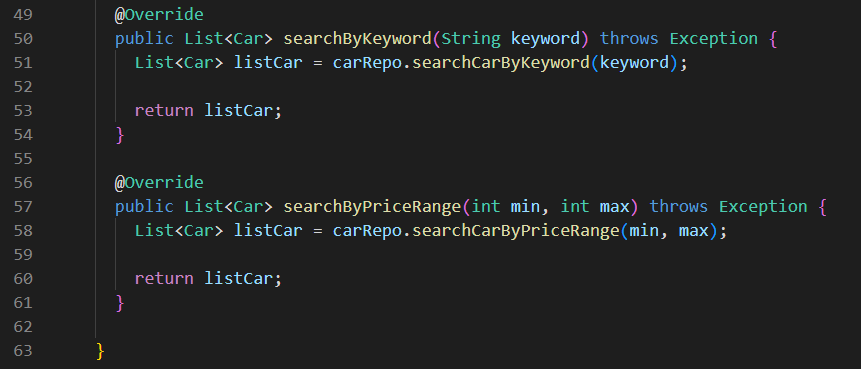 49 @Override
50 public List<Car> searchByKeyword(String keyword) throws Exception {
51 List<Car> listCar = carRepo.searchCarByKeyword(keyword);
52
53 return listCar;
54 }
55
56 @Override
57 public List<Car> searchByPriceRange(int min, int max) throws Exception {
58 List<Car> listCar = carRepo.searchCarByPriceRange(min, max);
59
60 return listCar;
61 }
62
63 }